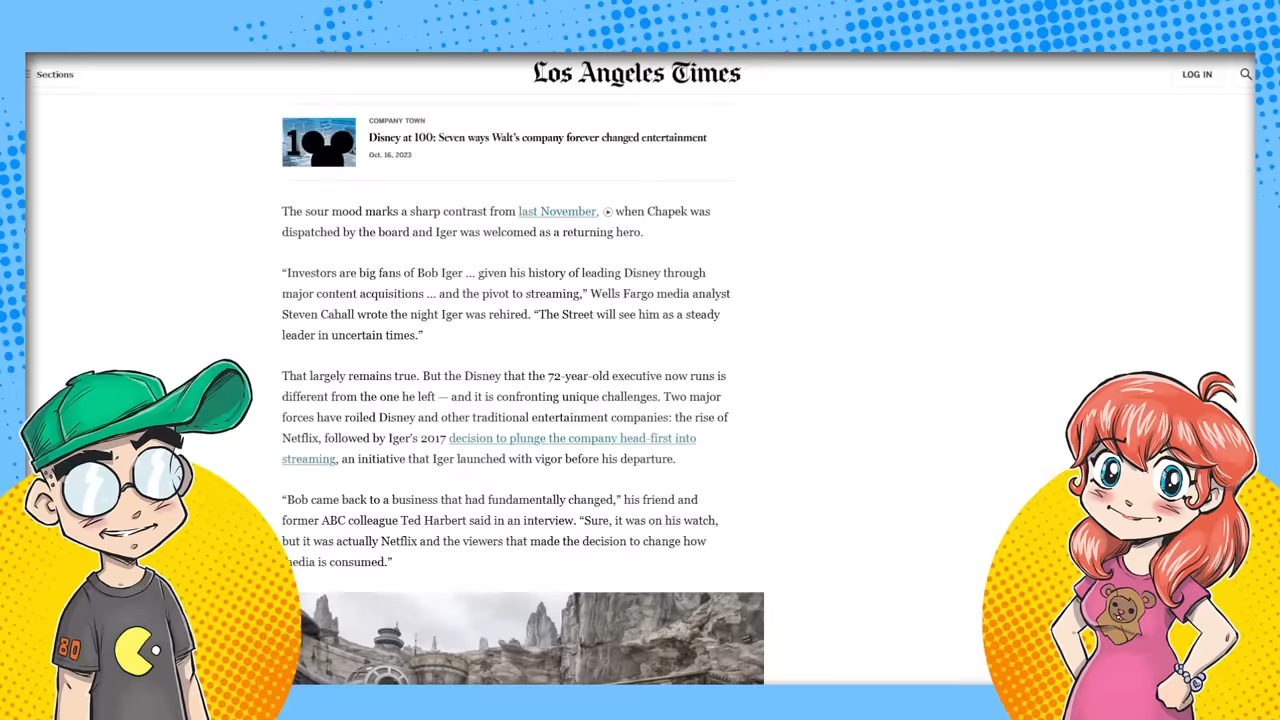 Sections
Los Angeles Times
LOG IN
COMPANY TOWN
Disney at 100: Seven ways Walt's company forever changed entertainment
Oct. 16, 2023
The sour mood marks a sharp contrast from last November, when Chapek was
dispatched by the board and Iger was welcomed as a returning hero.
“Investors are big fans of Bob Iger ... given his history of leading Disney through
major content acquisitions ... and the pivot to streaming,” Wells Fargo media analyst
Steven Cahall wrote the night Iger was rehired. “The Street will see him as a steady
leader in uncertain times.”
That largely remains true. But the Disney that the 72-year-old executive now runs is
different from the one he left — and it is confronting unique challenges. Two major
forces have roiled Disney and other traditional entertainment companies: the rise of
Netflix, followed by Iger's 2017 decision to plunge the company head-first into
streaming, an initiative that Iger launched with vigor before his departure.
“Bob came back to a business that had fundamentally changed,” his friend and
former ABC colleague Ted Harbert said in an interview. “Sure, it was on his watch,
but it was actually Netflix and the viewers that made the decision to change how
media is consumed.”
100
80